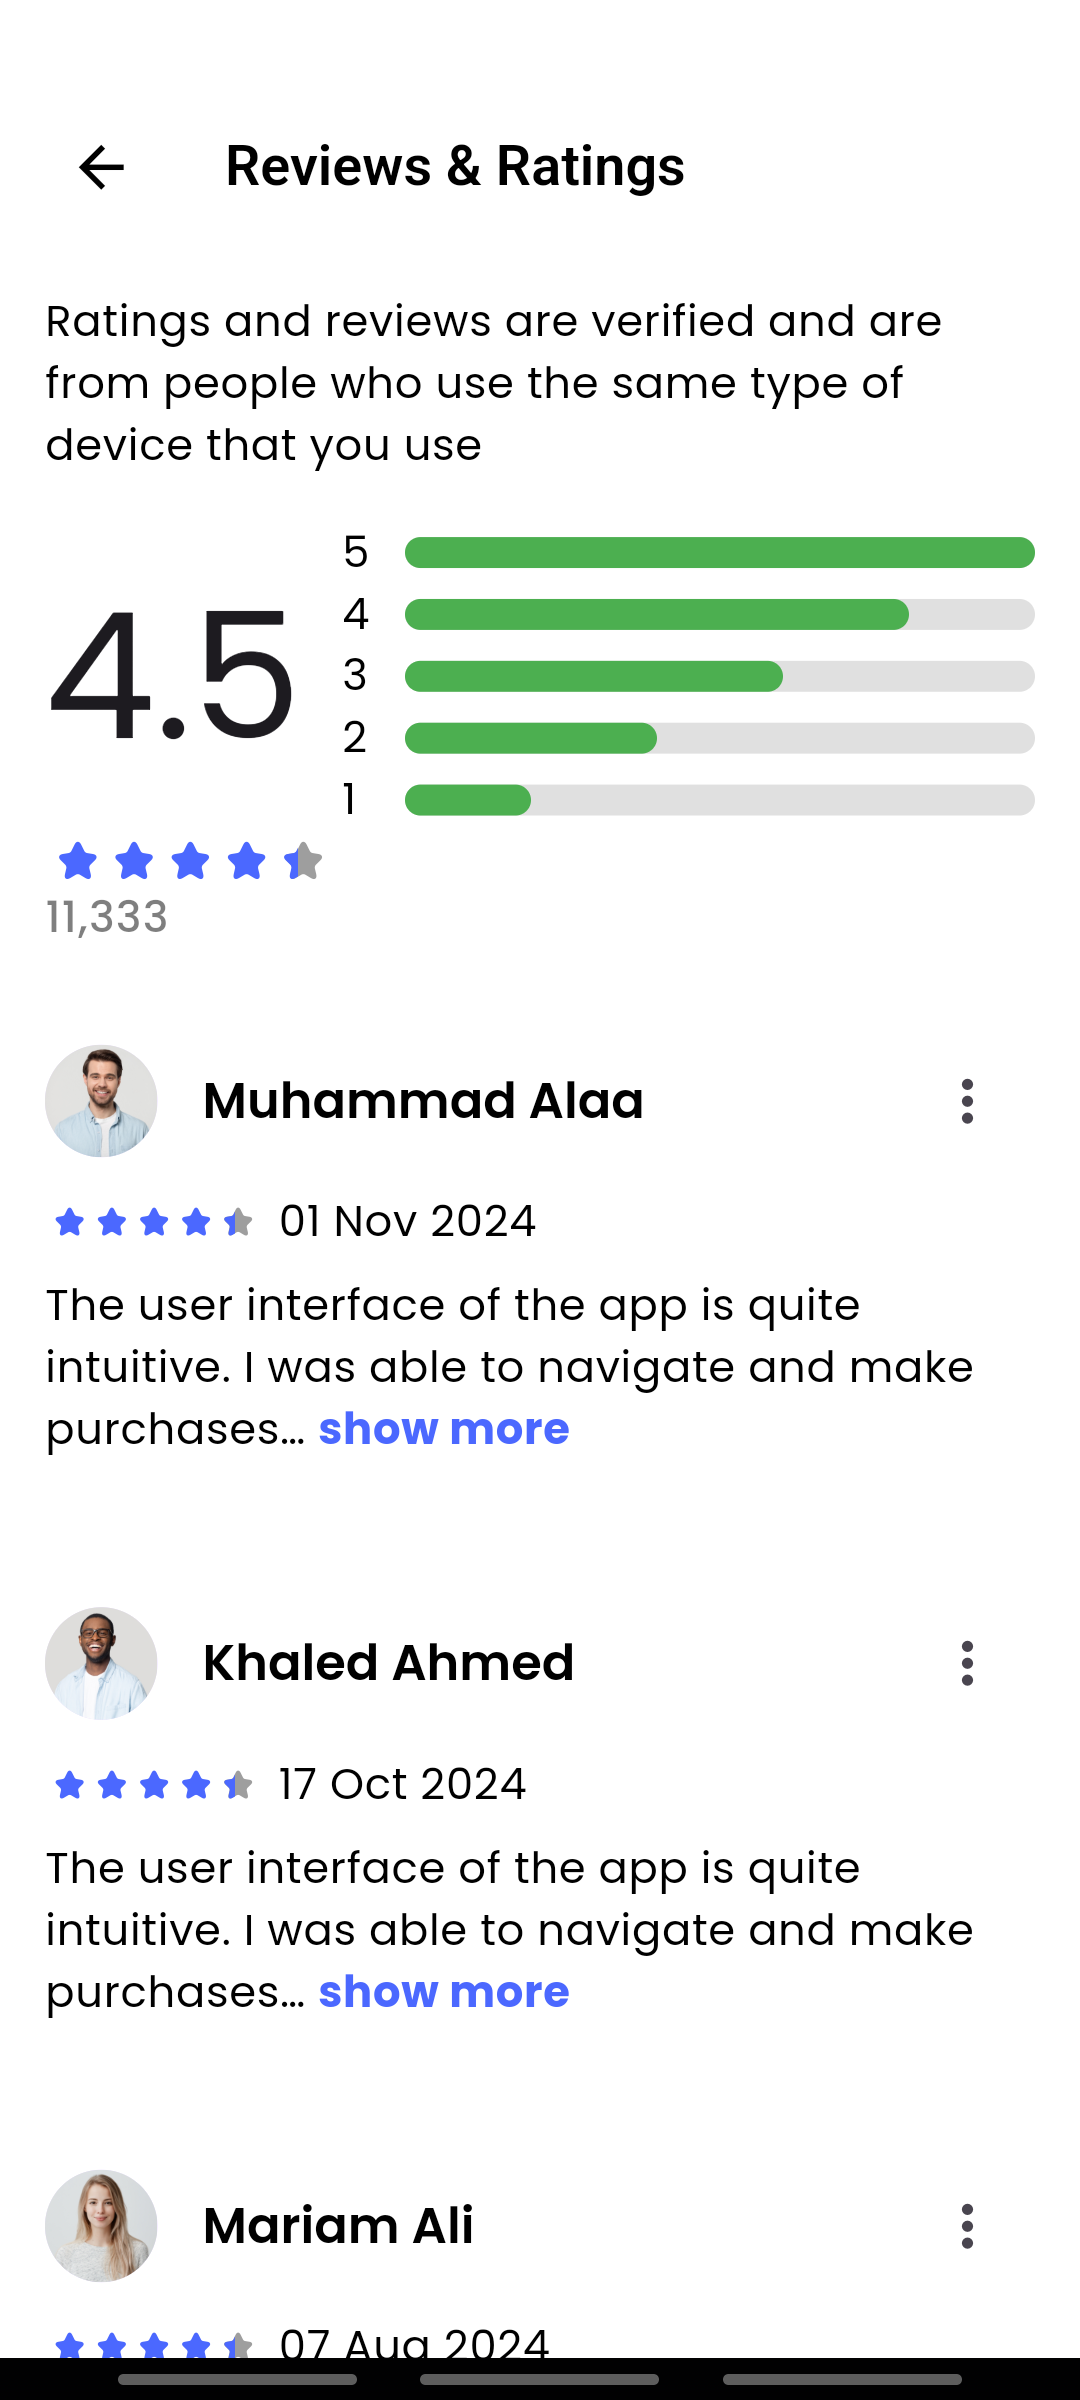 Reviews & Ratings
Ratings and reviews are verified and are
from people who use the same type of
device that you use
4.5
5
4
3
2
1
11,333
Muhammad Alaa
01 Nov 2024
The user interface of the app is quite
intuitive. I was able to navigate and make
purchases... show more
Khaled Ahmed
17 Oct 2024
The user interface of the app is quite
intuitive. I was able to navigate and make
purchases... show more
Mariam Ali
07 Aug 2024